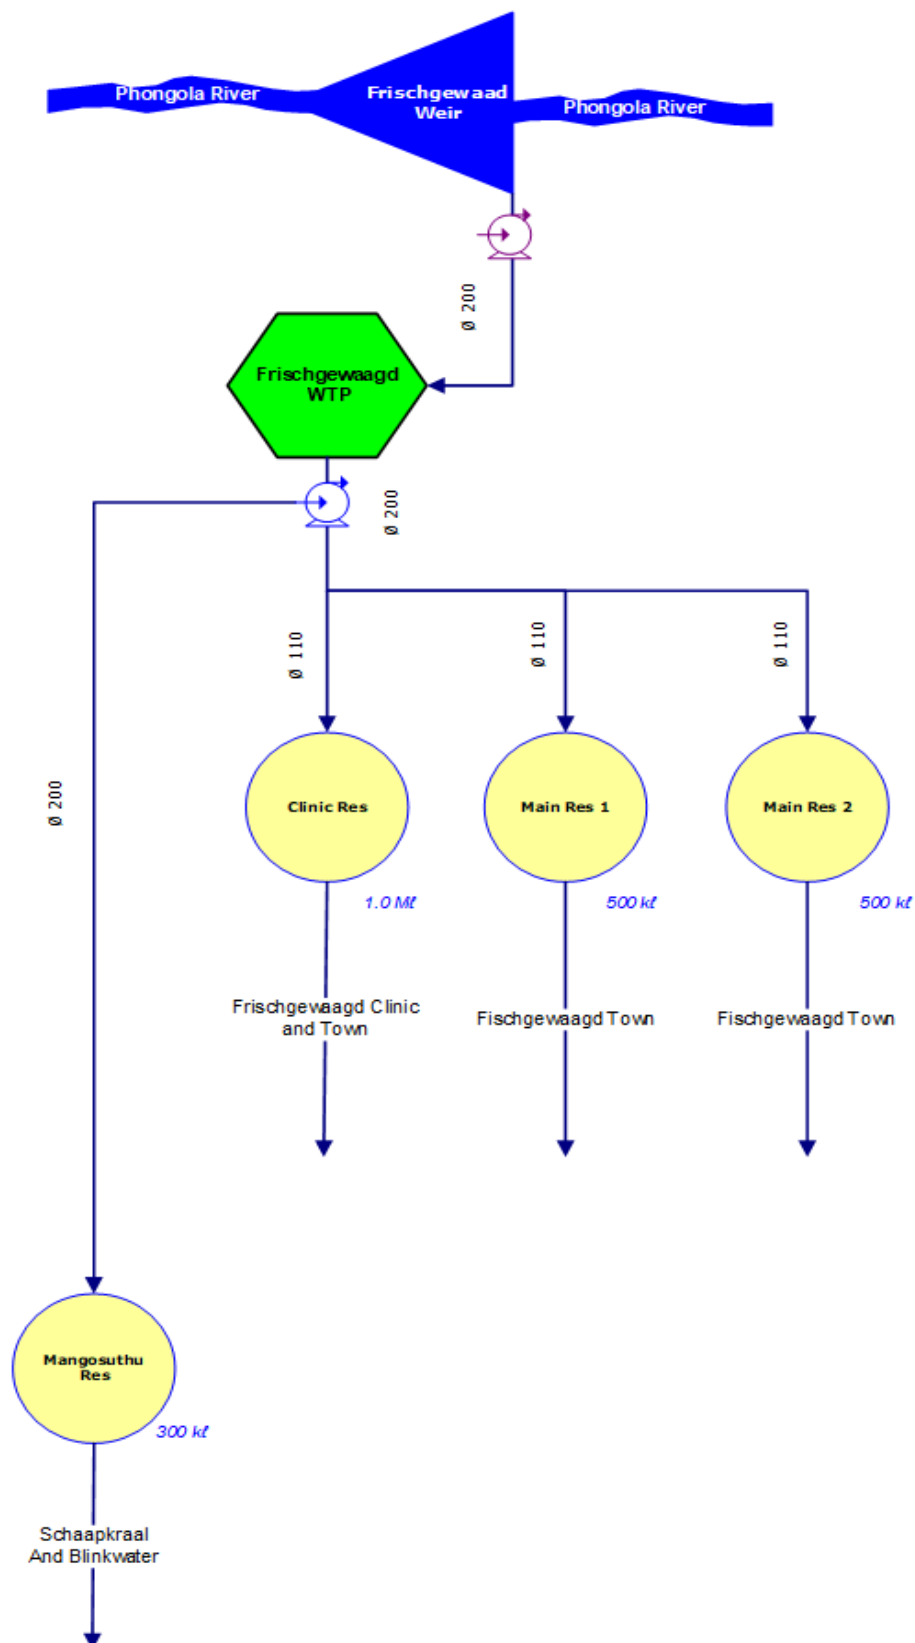 Phongola River
Frischgewaad
Weir
Phongola River
Ø 200
Frischgewaagd
WTP
Ø 200
Ø 110
Ø 110
Ø 110
Ø 200
Clinic Res
Main Res 1
Main Res 2
1.0 Mℓ
500 kℓ
500 kℓ
Frischgewaagd Clinic
and Town
Fischgewaagd Town
Fischgewaagd Town
Mangosuthu
Res
300 kℓ
Schaapkraal
And Blinkwater